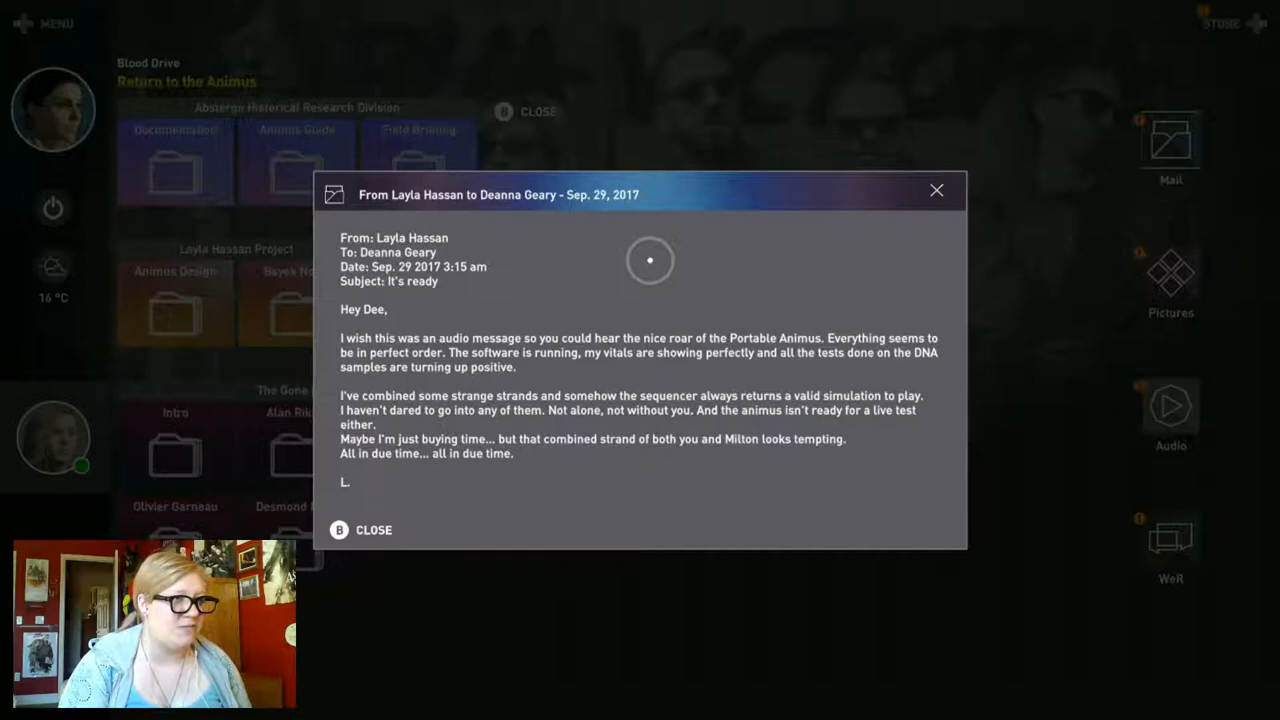 MENU
STORE
Blood Drive
Return to the Animus
Abstergo Historical Research Division
B CLOSE
Documentation
Animus Guide
Field Briefing
Mail
From Layla Hassan to Deanna Geary - Sep. 29, 2017
From: Layla Hassan
To: Deanna Geary
Date: Sep. 29 2017 3:15 am
Subject: It's ready
Hey Dee,
I wish this was an audio message so you could hear the nice roar of the Portable Animus. Everything seems to
be in perfect order. The software is running, my vitals are showing perfectly and all the tests done on the DNA
samples are turning up positive.
I've combined some strange strands and somehow the sequencer always returns a valid simulation to play.
I haven't dared to go into any of them. Not alone, not without you. And the animus isn't ready for a live test
either.
Maybe I'm just buying time... but that combined strand of both you and Milton looks tempting.
All in due time... all in due time.
L.
B CLOSE
Layla Hassan Project
Animus Design
Bayek No
16 °C
Pictures
The Gone
Intro
Alan Rik
Audio
Olivier Garneau
Desmond
WeR